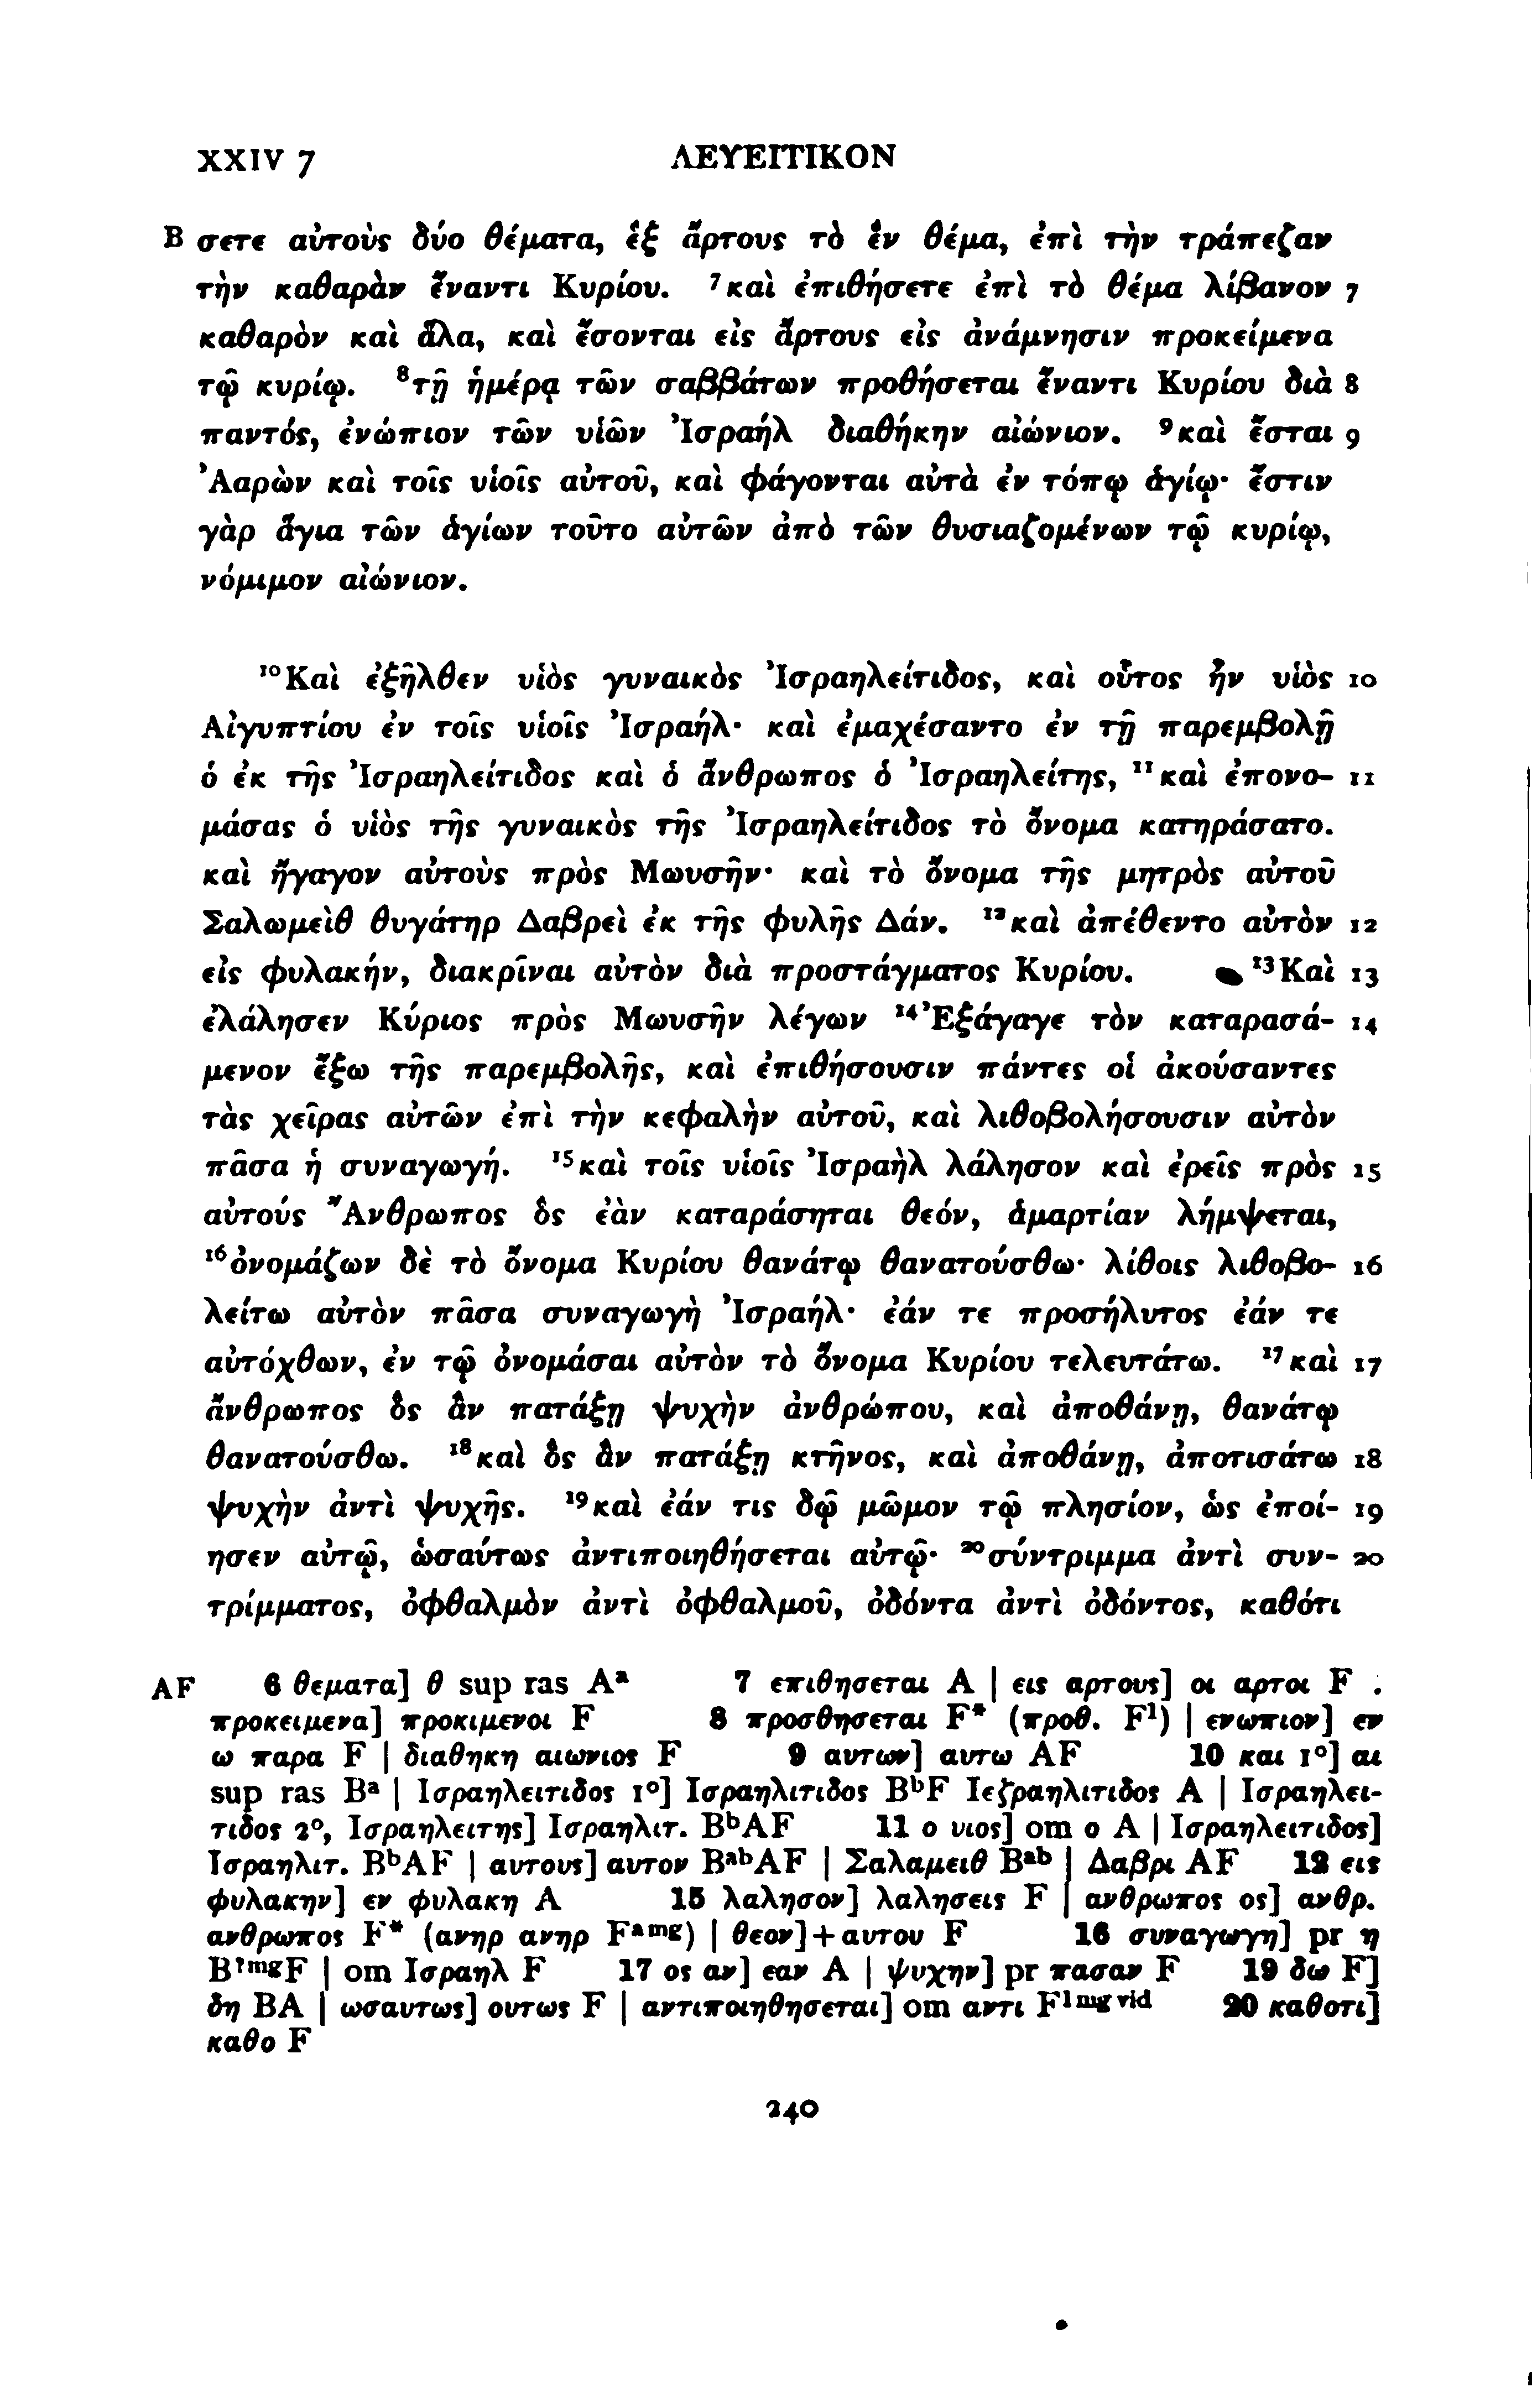 XXIV 7 ΛΕΥΕΙΤΙΚΟΝ
B σετε αὐτοὺς δύο θέματα, ἓξ ἄρτους τὸ ἓν θέμα, ἐπὶ τὴν τράπεζαν
τὴν καθαρὰν ἔναντι Κυρίου. ⁷καὶ ἐπιθήσετε ἐπὶ τὸ θέμα λίβανον 7
καθαρὸν καὶ ἅλα, καὶ ἔσονται εἰς ἄρτους εἰς ἀνάμνησιν προκείμενα
τῷ κυρίῳ. ⁸τῇ ἡμέρᾳ τῶν σαββάτων προθήσεται ἔναντι Κυρίου διὰ 8
παντός, ἐνώπιον τῶν υἱῶν Ἰσραὴλ διαθήκην αἰώνιον. ⁹καὶ ἔσται 9
Ἀαρὼν καὶ τοῖς υἱοῖς αὐτοῦ, καὶ φάγονται αὐτὰ ἐν τόπῳ ἁγίῳ· ἔστιν
γὰρ ἅγια τῶν ἁγίων τοῦτο αὐτῶν ἀπὸ τῶν θυσιαζομένων τῷ κυρίῳ,
νόμιμον αἰώνιον.
¹⁰Καὶ ἐξῆλθεν υἱὸς γυναικὸς Ἰσραηλείτιδος, καὶ οὗτος ἦν υἱὸς 10
Αἰγυπτίου ἐν τοῖς υἱοῖς Ἰσραήλ· καὶ ἐμαχέσαντο ἐν τῇ παρεμβολῇ
ὁ ἐκ τῆς Ἰσραηλείτιδος καὶ ὁ ἄνθρωπος ὁ Ἰσραηλείτης, ¹¹καὶ ἐπονο- 11
μάσας ὁ υἱὸς τῆς γυναικὸς τῆς Ἰσραηλείτιδος τὸ ὄνομα κατηράσατο.
καὶ ἤγαγον αὐτοὺς πρὸς Μωυσῆν· καὶ τὸ ὄνομα τῆς μητρὸς αὐτοῦ
Σαλωμεὶθ θυγάτηρ Δαβρεὶ ἐκ τῆς φυλῆς Δάν. ¹²καὶ ἀπέθεντο αὐτὸν 12
εἰς φυλακήν, διακρῖναι αὐτὸν διὰ προστάγματος Κυρίου. ¹³Καὶ 13
ἐλάλησεν Κύριος πρὸς Μωυσῆν λέγων ¹⁴Ἐξάγαγε τὸν καταρασά- 14
μενον ἔξω τῆς παρεμβολῆς, καὶ ἐπιθήσουσιν πάντες οἱ ἀκούσαντες
τὰς χεῖρας αὐτῶν ἐπὶ τὴν κεφαλὴν αὐτοῦ, καὶ λιθοβολήσουσιν αὐτὸν
πᾶσα ἡ συναγωγή. ¹⁵καὶ τοῖς υἱοῖς Ἰσραὴλ λάλησον καὶ ἐρεῖς πρὸς 15
αὐτούς Ἄνθρωπος ὃς ἐὰν καταράσηται θεόν, ἁμαρτίαν λήμψεται,
¹⁶ὀνομάζων δὲ τὸ ὄνομα Κυρίου θανάτῳ θανατούσθω· λίθοις λιθοβο- 16
λείτω αὐτὸν πᾶσα συναγωγὴ Ἰσραήλ· ἐάν τε προσήλυτος ἐάν τε
αὐτόχθων, ἐν τῷ ὀνομάσαι αὐτὸν τὸ ὄνομα Κυρίου τελευτάτω. ¹⁷καὶ 17
ἄνθρωπος ὃς ἂν πατάξῃ ψυχὴν ἀνθρώπου, καὶ ἀποθάνῃ, θανάτῳ
θανατούσθω. ¹⁸καὶ ὃς ἂν πατάξῃ κτῆνος, καὶ ἀποθάνῃ, ἀποτισάτω 18
ψυχὴν ἀντὶ ψυχῆς. ¹⁹καὶ ἐάν τις δῷ μῶμον τῷ πλησίον, ὡς ἐποί- 19
ησεν αὐτῷ, ὡσαύτως ἀντιποιηθήσεται αὐτῷ· ²⁰σύντριμμα ἀντὶ συν- 20
τρίμματος, ὀφθαλμὸν ἀντὶ ὀφθαλμοῦ, ὀδόντα ἀντὶ ὀδόντος, καθότι
AF 6 θεματα] θ sup ras Aᵃ 7 επιθησεται A | εις αρτους] οι αρτοι F
προκειμενα] προκιμενοι F 8 προσθησεται F* (προθ. F¹) | ενωπιον] εν
ω παρα F | διαθηκη αιωνιος F 9 αυτων] αυτω AF 10 και 1°] αι
sup ras Bᵃ | Ισραηλειτιδος 1°] Ισραηλιτιδος BᵇF Ιεζραηλιτιδος A | Ισραηλει-
τιδος 2°, Ισραηλειτης] Ισραηλιτ. BᵇAF 11 ο υιος] om ο A | Ισραηλειτιδος]
Ισραηλιτ. BᵇAF | αυτους] αυτον BᵃᵇAF | Σαλαμειθ Bᵃᵇ | Δαβρι AF 12 εις
φυλακην] εν φυλακη A 15 λαλησον] λαλησεις F | ανθρωπος ος] ανθρ.
ανθρωπος F* (ανηρ ανηρ Fᵃᵐᵍ) | θεον]+αυτου F 16 συναγωγη] pr η
B?ᵐᵍF | om Ισραηλ F 17 ος αν] εαν A | ψυχην] pr πασαν F 19 δω F]
δη BA | ωσαυτως] ουτως F | αντιποιηθησεται] om αντι F¹ᵐᵍᵛⁱᵈ 20 καθοτι]
καθο F
240